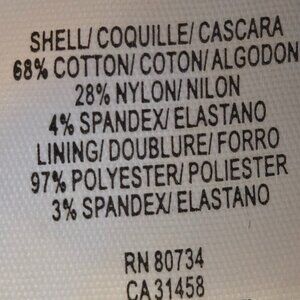 SHELL/ COQUILLE/ CASCARA
68% COTTON/ COTON/ ALGODON
28% NYLON/ NILON
4% SPANDEX/ ELASTANO
LINING/ DOUBLURE/ FORRO
97% POLYESTER/ POLIESTER
3% SPANDEX/ ELASTANO
RN 80734
CA 31458